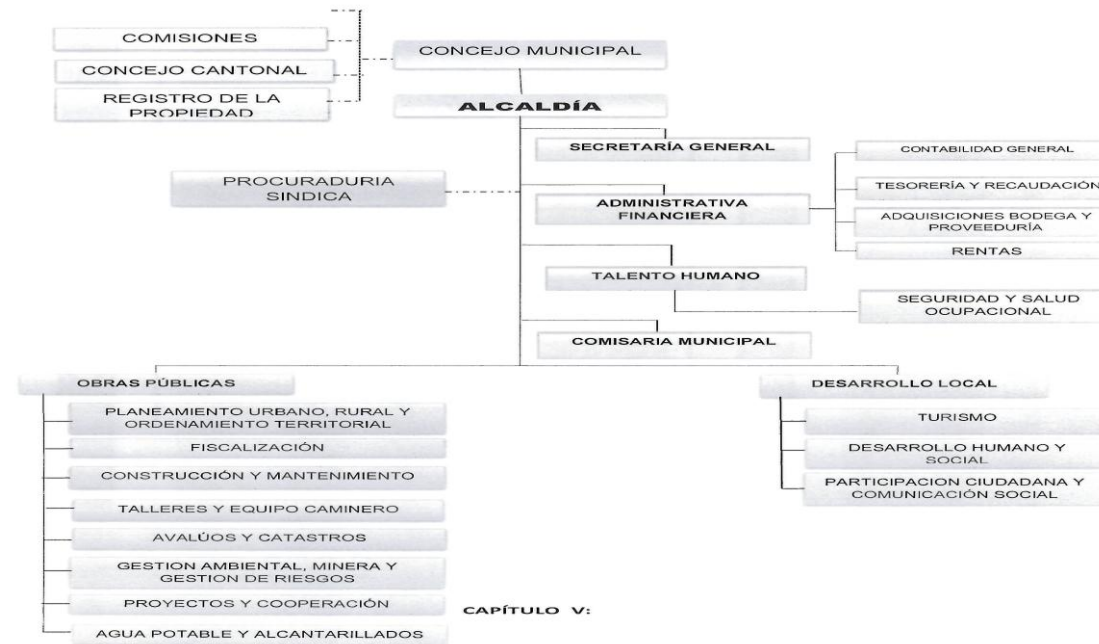 COMISIONES
CONCEJO MUNICIPAL
CONCEJO CANTONAL
REGISTRO DE LA
PROPIEDAD
ALCALDÍA
SECRETARÍA GENERAL
CONTABILIDAD GENERAL
PROCURADURIA
SINDICA
ADMINISTRATIVA
FINANCIERA
TESORERÍA Y RECAUDACIÓN
ADQUISICIONES BODEGA Y
PROVEEDURÍA
RENTAS
TALENTO HUMANO
SEGURIDAD Y SALUD
OCUPACIONAL
COMISARIA MUNICIPAL
OBRAS PÚBLICAS
PLANEAMIENTO URBANO, RURAL Y
ORDENAMIENTO TERRITORIAL
FISCALIZACIÓN
CONSTRUCCIÓN Y MANTENIMIENTO
TALLERES Y EQUIPO CAMINERO
AVALÚOS Y CATASTROS
GESTION AMBIENTAL, MINERA Y
GESTION DE RIESGOS
PROYECTOS Y COOPERACIÓN
AGUA POTABLE Y ALCANTARILLADOS
DESARROLLO LOCAL
TURISMO
DESARROLLO HUMANO Y
SOCIAL
PARTICIPACION CIUDADANA Y
COMUNICACIÓN SOCIAL
CAPÍTULO V: